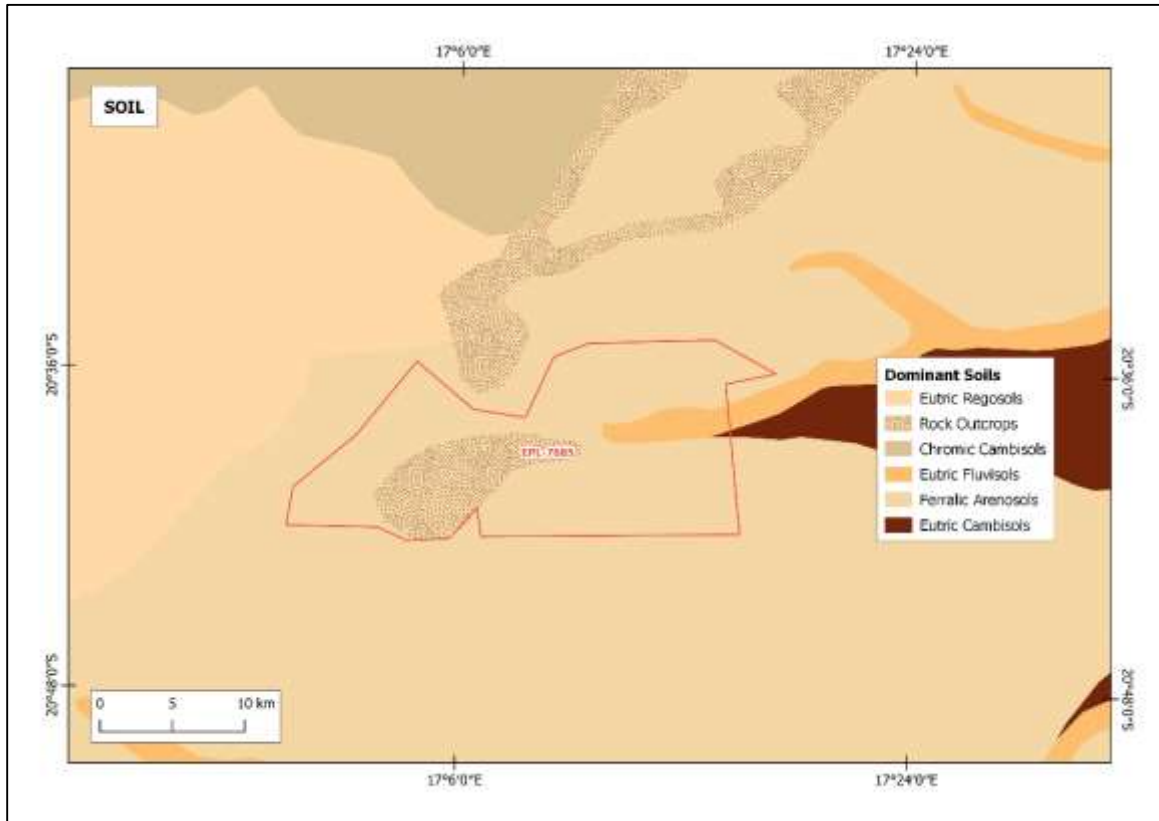 17°6'0"E
17°24'0"E
SOIL
20°36'0"S
20°36'0"S
Dominant Soils
Eutric Regosols
Rock Outcrops
Chromic Cambisols
Eutric Fluvisols
Ferralic Arenosols
Eutric Cambisols
EPL-7685
20°48'0"S
20°48'0"S
0 5 10 km
17°6'0"E
17°24'0"E